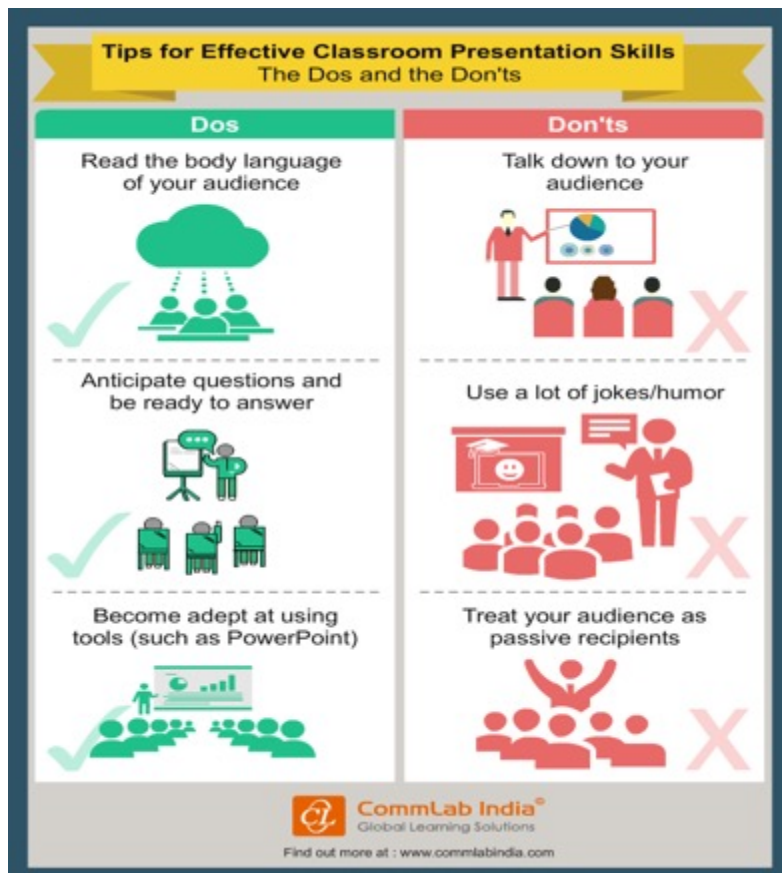 Tips for Effective Classroom Presentation Skills
The Dos and the Don'ts
Dos
Read the body language
of your audience
Anticipate questions and
be ready to answer
Become adept at using
tools (such as PowerPoint)
Don'ts
Talk down to your
audience
Use a lot of jokes/humor
Treat your audience as
passive recipients
CL
CommLab India©
Global Learning Solutions
Find out more at : www.commlabindia.com